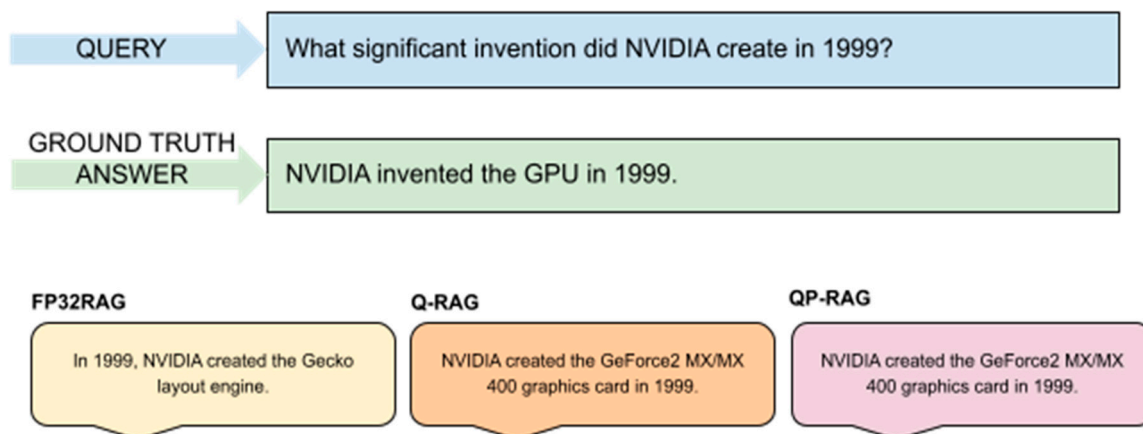 QUERY
What significant invention did NVIDIA create in 1999?
GROUND TRUTH
ANSWER
NVIDIA invented the GPU in 1999.
FP32RAG
In 1999, NVIDIA created the Gecko
layout engine.
Q-RAG
NVIDIA created the GeForce2 MX/MX
400 graphics card in 1999.
QP-RAG
NVIDIA created the GeForce2 MX/MX
400 graphics card in 1999.